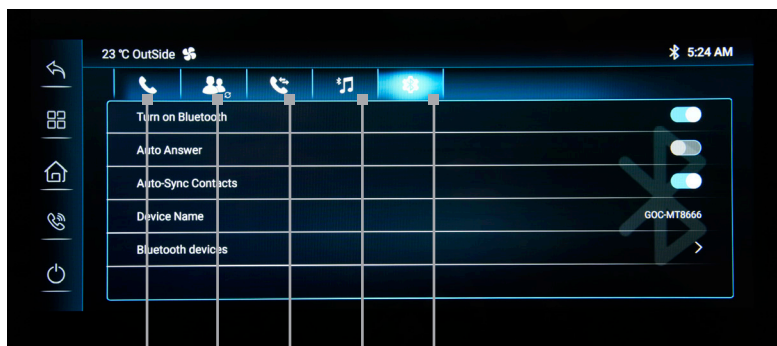 23 °C OutSide
5:24 AM
Turn on Bluetooth
Auto Answer
Auto-Sync Contacts
Device Name
GOC-MT8666
Bluetooth devices